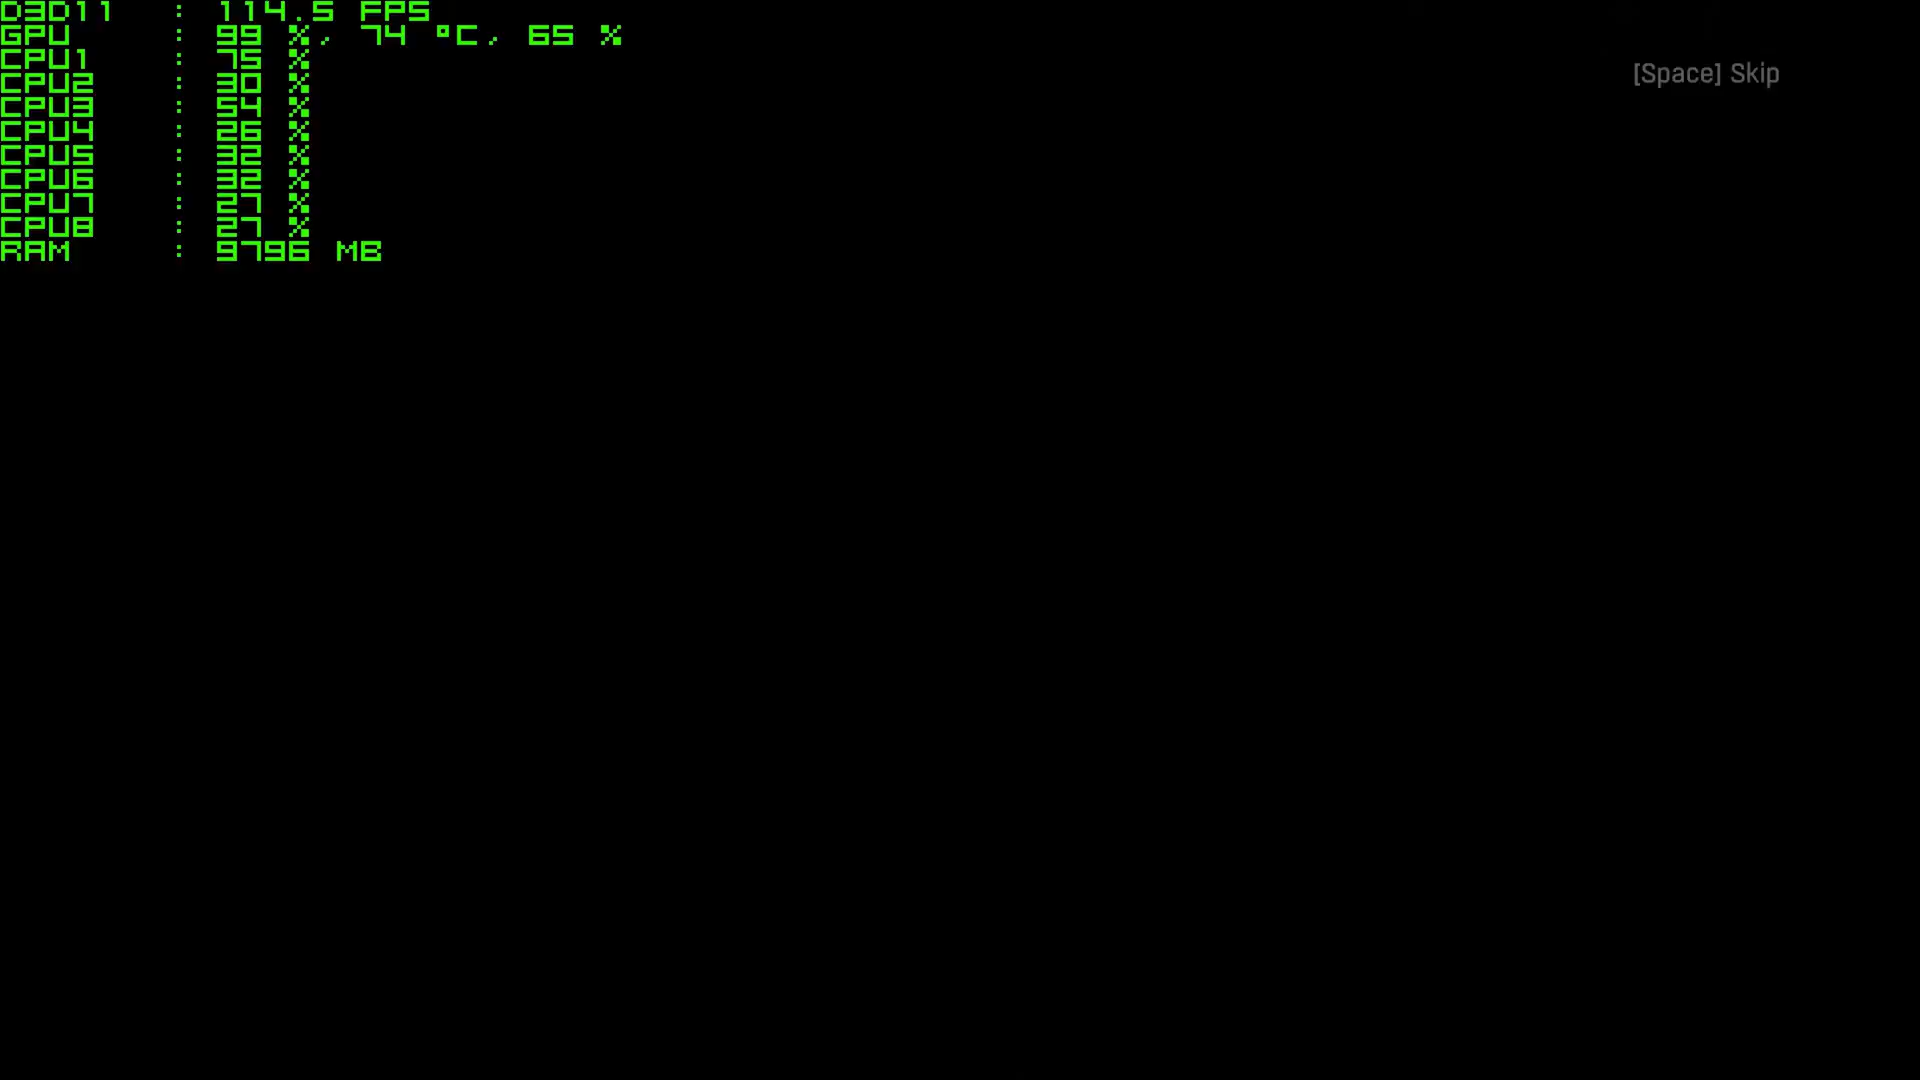 D3D11 : 114.5 FPS
GPU : 99 %, 74 °C, 65 %
CPU1 : 75 %
[Space] Skip
CPU2 : 30 %
CPU3 : 54 %
CPU4 : 26 %
CPU5 : 32 %
CPU6 : 32 %
CPU7 : 27 %
CPU8 : 27 %
RAM : 9796 MB